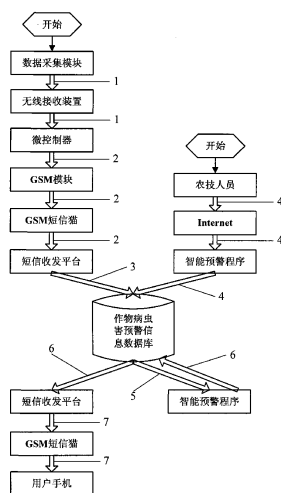 开始
数据采集模块
1
无线接收装置
1
微控制器
2
GSM模块
2
GSM短信猫
2
短信收发平台
3
开始
农技人员
4
Internet
4
智能预警程序
4
作物病虫
害预警信
息数据库
6
5
6
短信收发平台
7
GSM短信猫
7
用户手机
智能预警程序